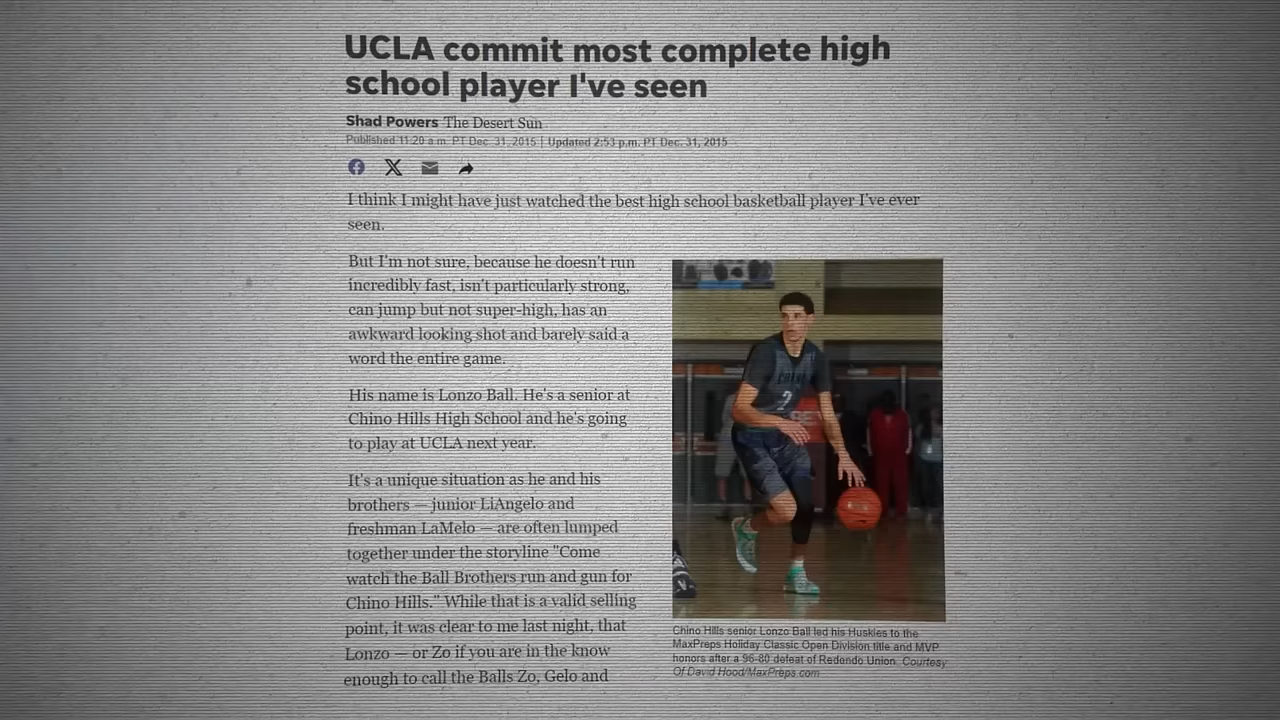 UCLA commit most complete high
school player I've seen
Shad Powers The Desert Sun
Published 11:20 a.m. PT Dec. 31, 2015 | Updated 2:53 p.m. PT Dec. 31, 2015
I think I might have just watched the best high school basketball player I've ever
seen.
But I'm not sure, because he doesn't run
incredibly fast, isn't particularly strong,
can jump but not super-high, has an
awkward looking shot and barely said a
word the entire game.
His name is Lonzo Ball. He's a senior at
Chino Hills High School and he's going
to play at UCLA next year.
It's a unique situation as he and his
brothers — junior LiAngelo and
freshman LaMelo — are often lumped
together under the storyline "Come
watch the Ball Brothers run and gun for
Chino Hills." While that is a valid selling
point, it was clear to me last night, that
Lonzo — or Zo if you are in the know
enough to call the Balls Zo, Gelo and
2
Chino Hills senior Lonzo Ball led his Huskies to the
MaxPreps Holiday Classic Open Division title and MVP
honors after a 96-80 defeat of Redondo Union. Courtesy
Of David Hood/MaxPreps.com